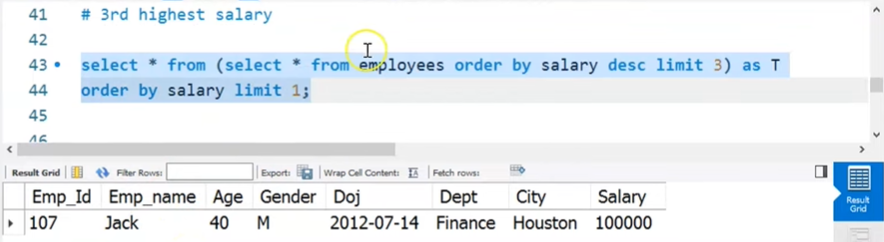 41 # 3rd highest salary
42
43 select * from (select * from employees order by salary desc limit 3) as T
44 order by salary limit 1;
45
46
Result Grid Filter Rows: Export: Wrap Cell Content: Fetch rows:
Emp_Id Emp_name Age Gender Doj Dept City Salary
107 Jack 40 M 2012-07-14 Finance Houston 100000
Result
Grid